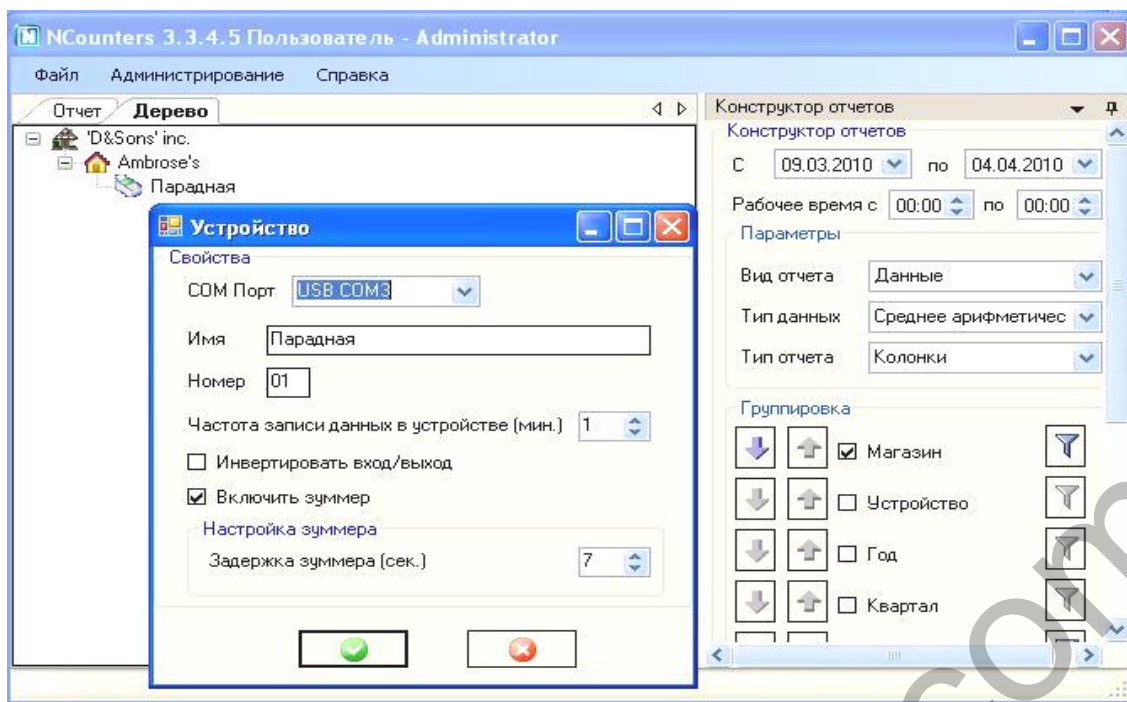 NCounters 3.3.4.5 Пользователь - Administrator
Файл Администрирование Справка
Отчет Дерево
'D&Sons' inc.
Ambrose's
Парадная
Устройство
Свойства
COM Порт USB COM3
Имя Парадная
Номер 01
Частота записи данных в устройстве (мин.) 1
Инвертировать вход/выход
Включить зуммер
Настройка зуммера
Задержка зуммера (сек.) 7
Конструктор отчетов
Конструктор отчетов
С 09.03.2010 по 04.04.2010
Рабочее время с 00:00 по 00:00
Параметры
Вид отчета Данные
Тип данных Среднее арифметичес
Тип отчета Колонки
Группировка
Магазин
Устройство
Год
Квартал
com